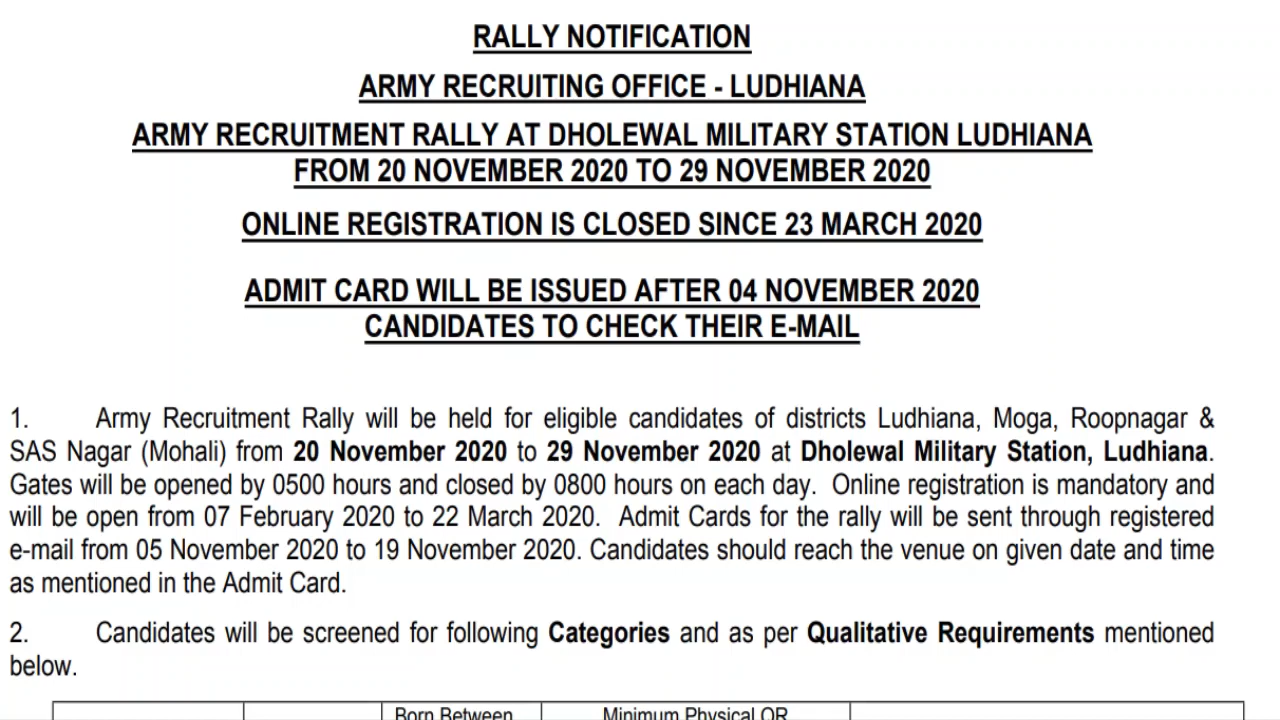 RALLY NOTIFICATION
ARMY RECRUITING OFFICE - LUDHIANA
ARMY RECRUITMENT RALLY AT DHOLEWAL MILITARY STATION LUDHIANA
FROM 20 NOVEMBER 2020 TO 29 NOVEMBER 2020
ONLINE REGISTRATION IS CLOSED SINCE 23 MARCH 2020
ADMIT CARD WILL BE ISSUED AFTER 04 NOVEMBER 2020
CANDIDATES TO CHECK THEIR E-MAIL
1. Army Recruitment Rally will be held for eligible candidates of districts Ludhiana, Moga, Roopnagar &
SAS Nagar (Mohali) from 20 November 2020 to 29 November 2020 at Dholewal Military Station, Ludhiana.
Gates will be opened by 0500 hours and closed by 0800 hours on each day. Online registration is mandatory and
will be open from 07 February 2020 to 22 March 2020. Admit Cards for the rally will be sent through registered
e-mail from 05 November 2020 to 19 November 2020. Candidates should reach the venue on given date and time
as mentioned in the Admit Card.
2. Candidates will be screened for following Categories and as per Qualitative Requirements mentioned
below.
Born Between Minimum Physical QR